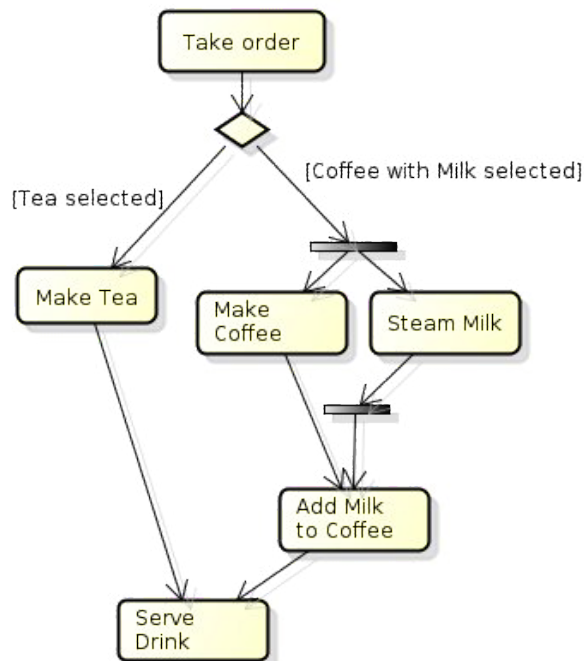 Take order
[Coffee with Milk selected]
[Tea selected]
Make Tea
Make
Coffee
Steam Milk
Add Milk
to Coffee
Serve
Drink